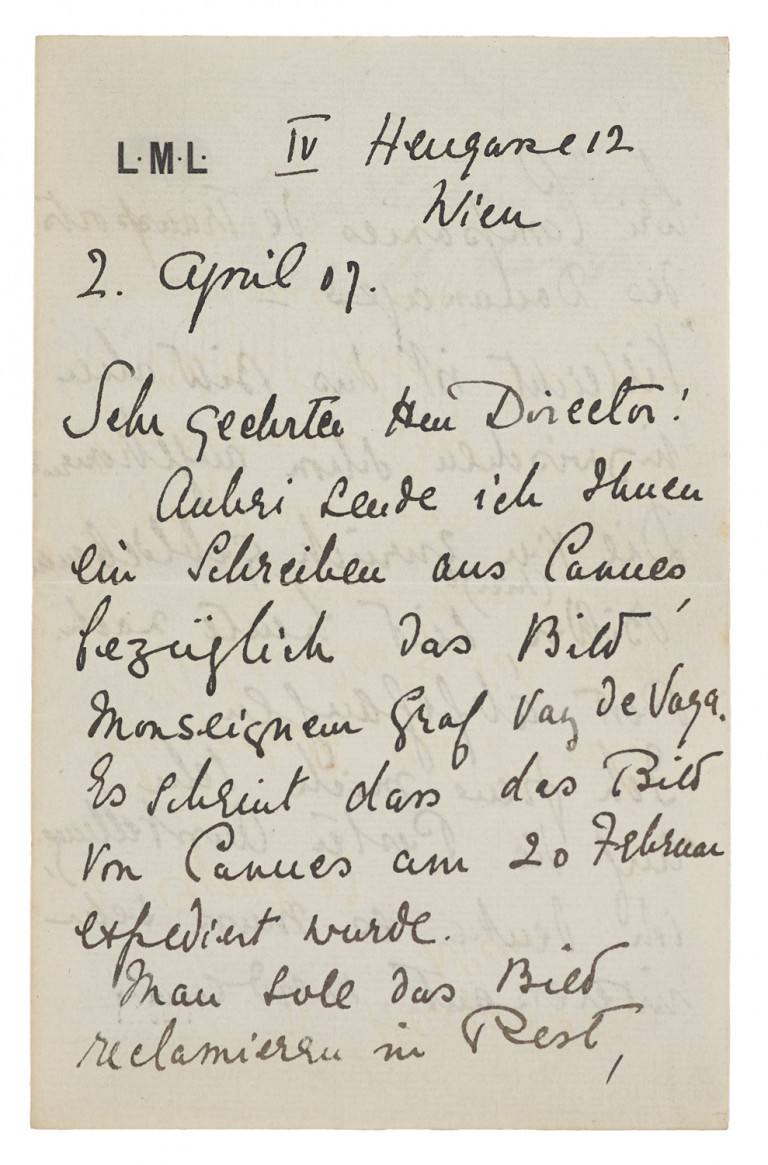 L·M·L· IV Heugasse 12
Wien
2. April 07.
Sehr geehrter Herr Director!
Anbei sende ich Ihnen
ein Schreiben aus Cannes,
bezüglich das Bild
Monseigneur Graf Vay de Vaya.
Es scheint dass das Bild
von Cannes am 20 Februar
expediert wurde.
Man soll das Bild
reclamieren in Pest,